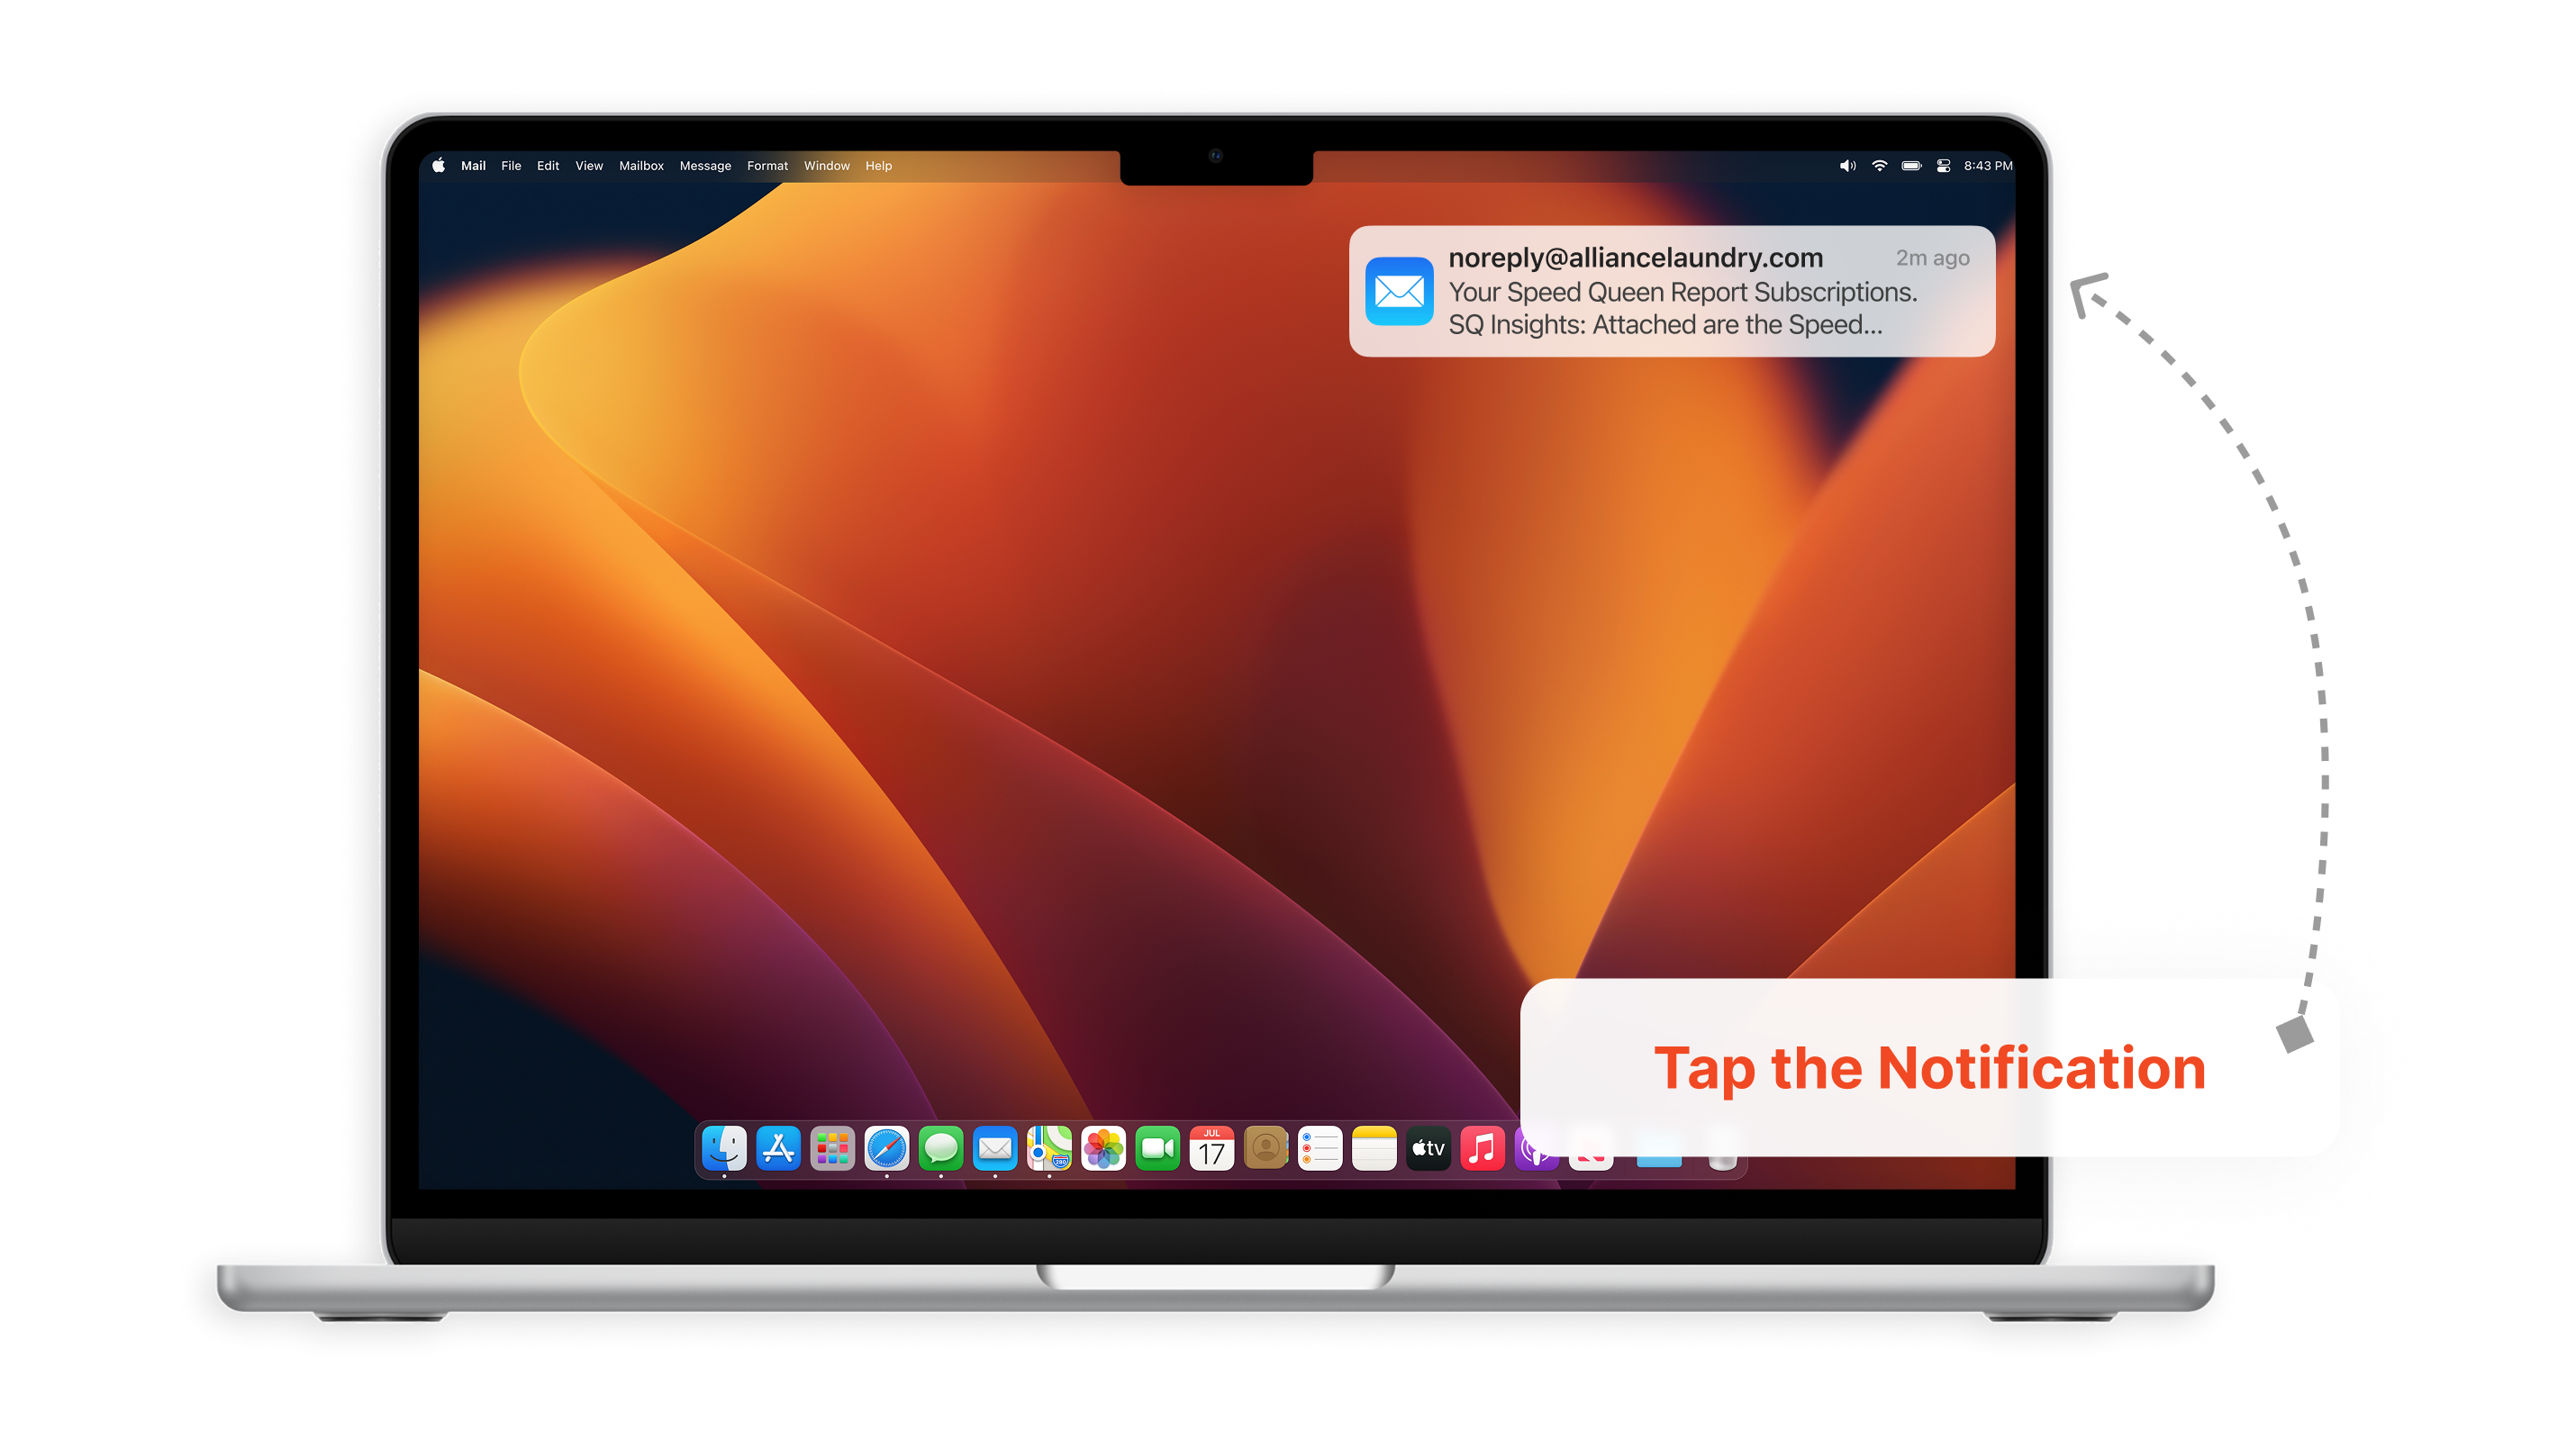 Mail File Edit View Mailbox Message Format Window Help
8:43 PM
noreply@alliancelaundry.com 2m ago
Your Speed Queen Report Subscriptions.
SQ Insights: Attached are the Speed...
Tap the Notification
JUL
17
tv
280